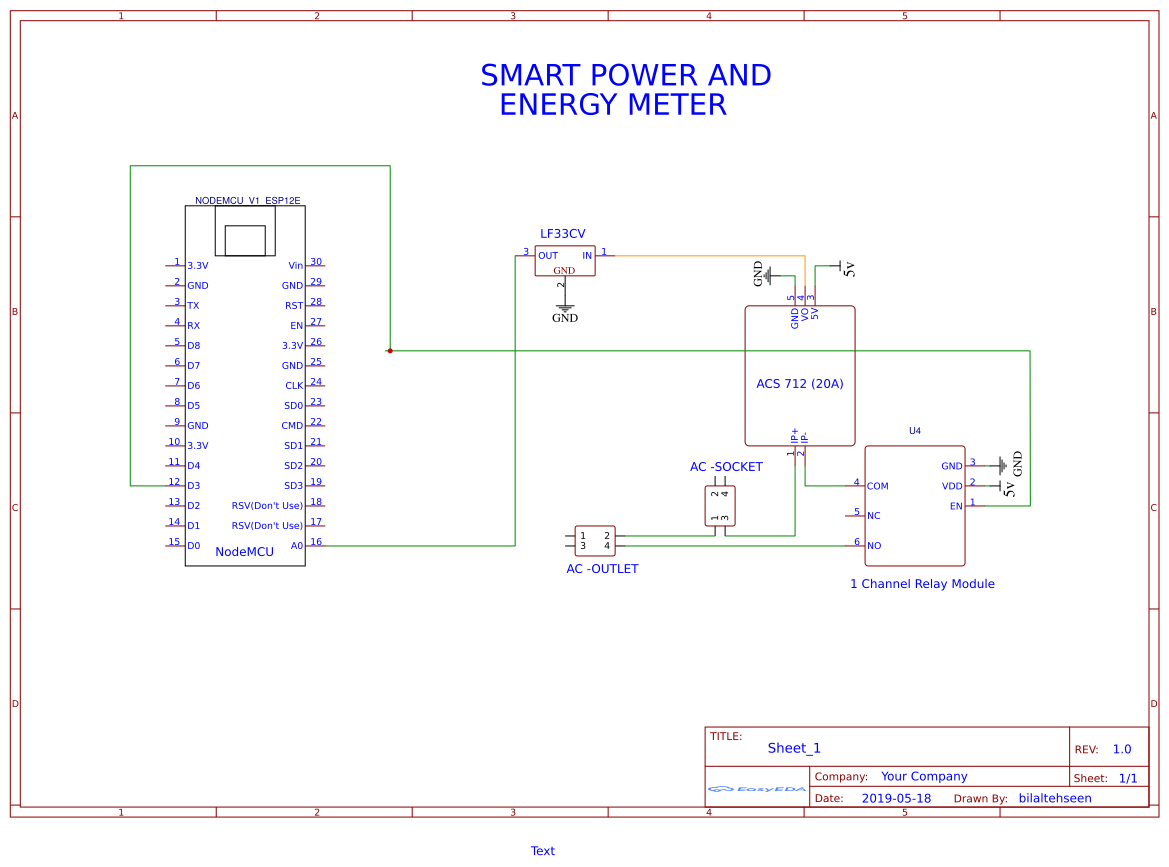 1 2 3 4 5
A A
B B
C C
D D
SMART POWER AND
ENERGY METER
NODEMCU V1 ESP12E
1 3.3V
2 GND
3 TX
4 RX
5 D8
6 D7
7 D6
8 D5
9 GND
10 3.3V
11 D4
12 D3
13 D2
14 D1
15 D0
Vin 30
GND 29
RST 28
EN 27
3.3V 26
GND 25
CLK 24
SD0 23
CMD 22
SD1 21
SD2 20
SD3 19
RSV(Don't Use) 18
RSV(Don't Use) 17
A0 16
NodeMCU
LF33CV
3 OUT IN 1
GND
2
GND
GND
5v
5 4 3
GND VO 5V
ACS 712 (20A)
IP+ IP-
1 2
AC -SOCKET
2 4
1 3
1 2
3 4
AC -OUTLET
U4
4 COM
5 NC
6 NO
GND 3
VDD 2
EN 1
GND
5V
1 Channel Relay Module
TITLE:
Sheet_1
REV: 1.0
EasyEDA
Company: Your Company
Sheet: 1/1
Date: 2019-05-18 Drawn By: bilaltehseen
1 2 3 4 5
Text